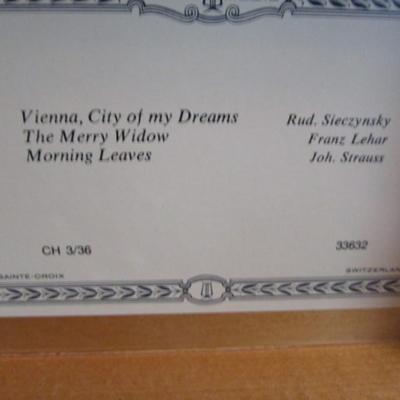 Vienna, City of my Dreams Rud. Sieczynsky
The Merry Widow Franz Lehar
Morning Leaves Joh. Strauss
CH 3/36 33632
SAINTE-CROIX SWITZERLAN